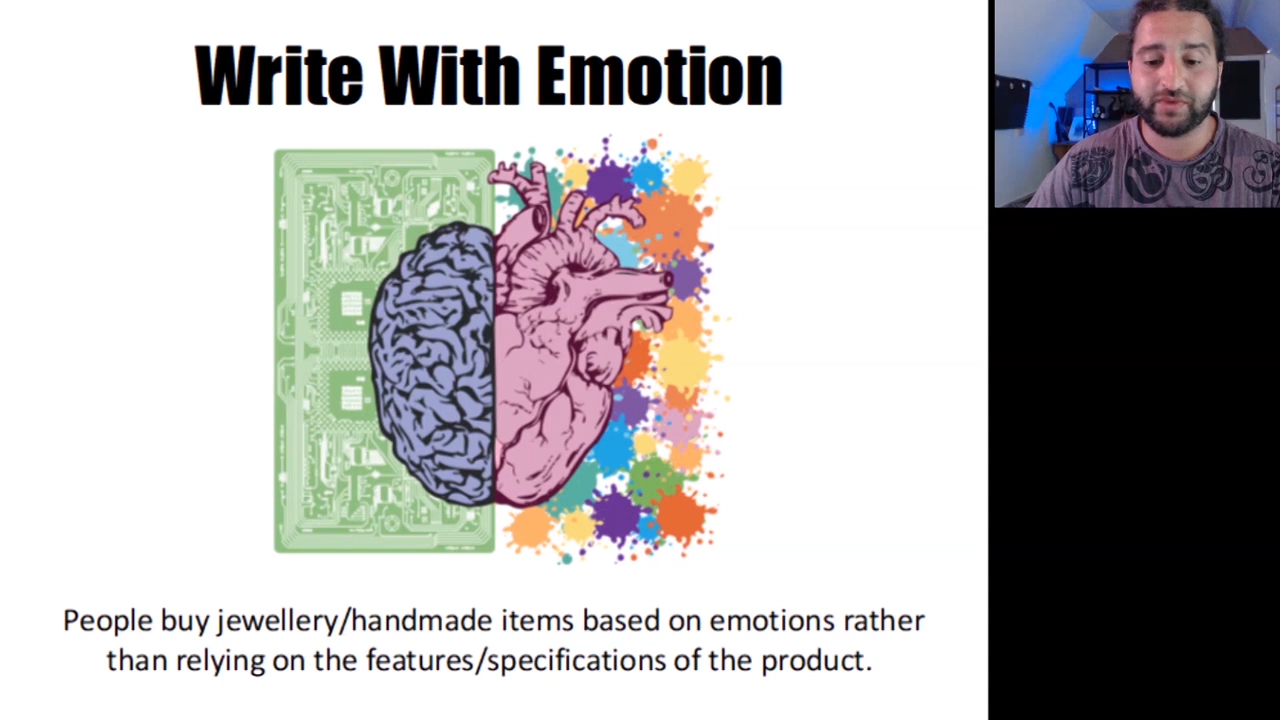 Write With Emotion
People buy jewellery/handmade items based on emotions rather
than relying on the features/specifications of the product.